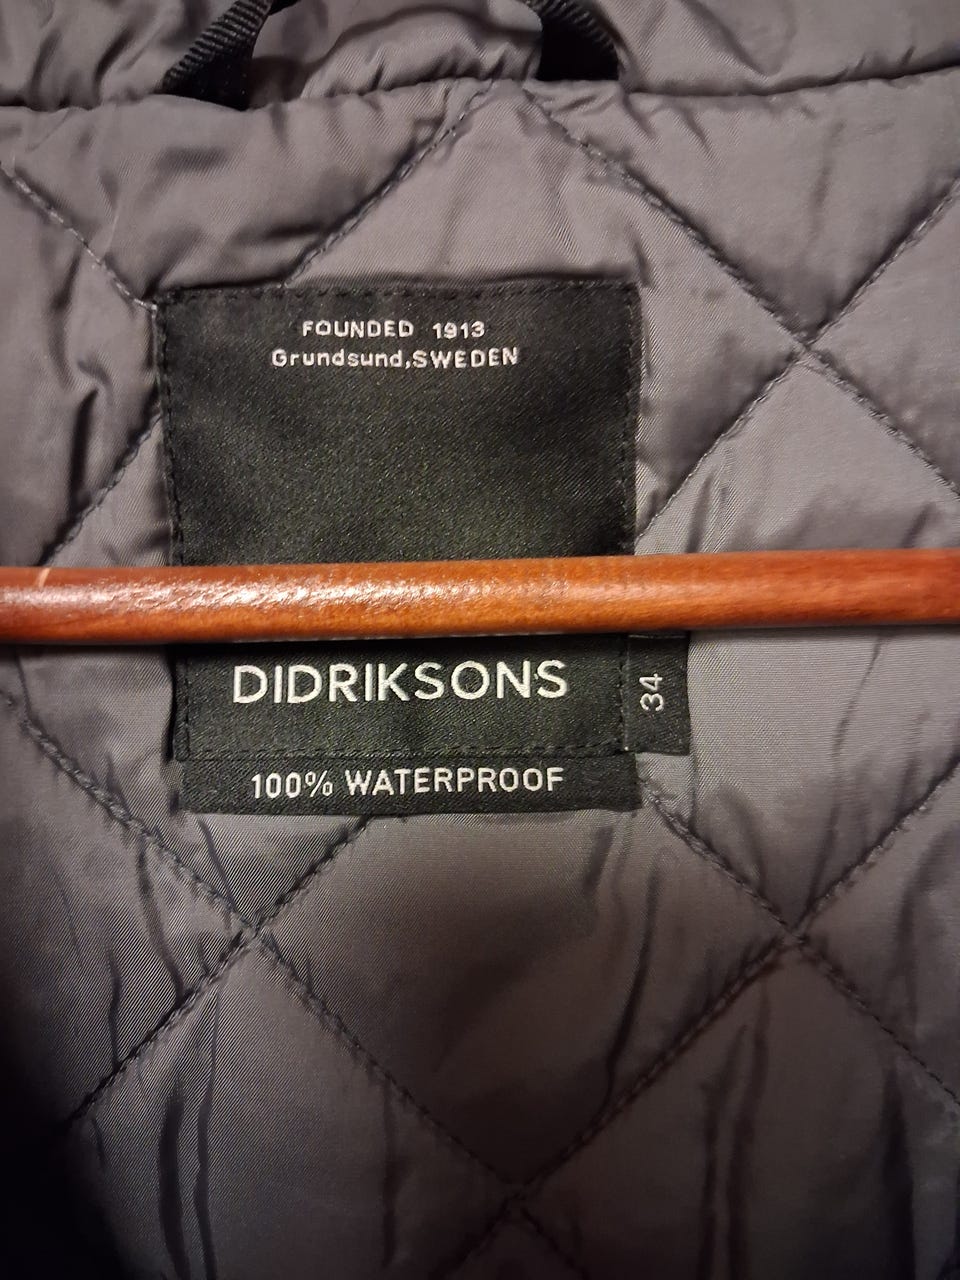 FOUNDED 1913
Grundsund,SWEDEN
DIDRIKSONS
34
100% WATERPROOF